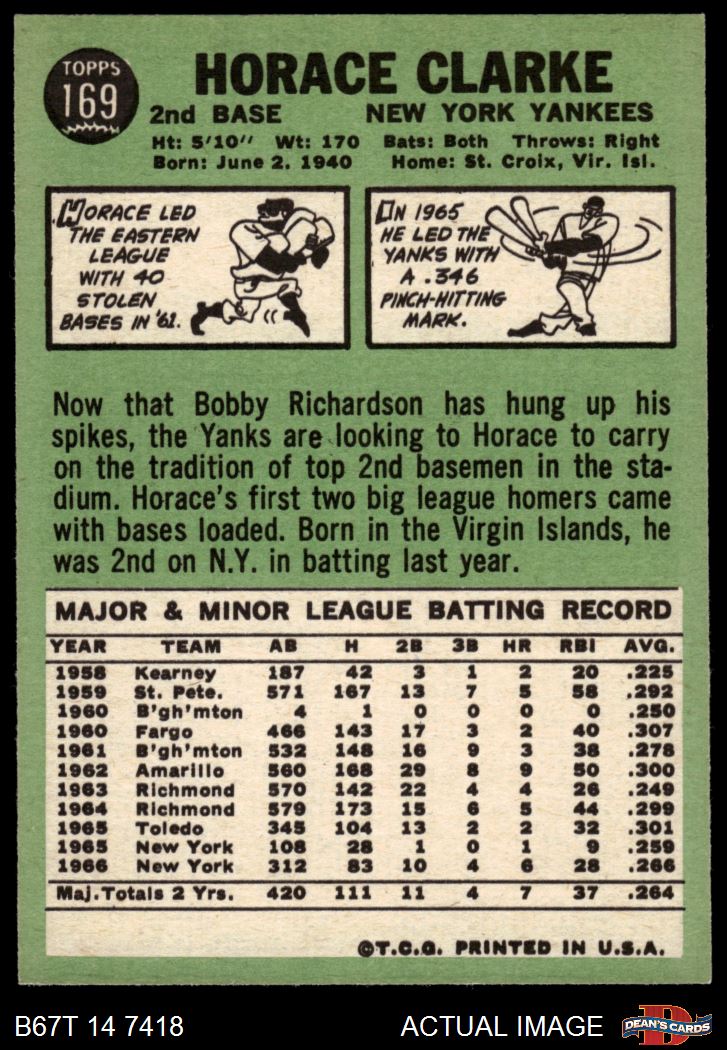 TOPPS
169
HORACE CLARKE
2nd BASE NEW YORK YANKEES
Ht: 5'10" Wt: 170 Bats: Both Throws: Right
Born: June 2, 1940 Home: St. Croix, Vir. Isl.
HORACE LED
THE EASTERN
LEAGUE
WITH 40
STOLEN
BASES IN '61.
IN 1965
HE LED THE
YANKS WITH
A .346
PINCH-HITTING
MARK.
Now that Bobby Richardson has hung up his
spikes, the Yanks are looking to Horace to carry
on the tradition of top 2nd basemen in the sta-
dium. Horace's first two big league homers came
with bases loaded. Born in the Virgin Islands, he
was 2nd on N.Y. in batting last year.
MAJOR & MINOR LEAGUE BATTING RECORD
YEAR TEAM AB H 2B 3B HR RBI AVG.
1958 Kearney 187 42 3 1 2 20 .225
1959 St. Pete. 571 167 13 7 5 58 .292
1960 B'gh'mton 4 1 0 0 0 0 .250
1960 Fargo 466 143 17 3 2 40 .307
1961 B'gh'mton 532 148 16 9 3 38 .278
1962 Amarillo 560 168 29 8 9 50 .300
1963 Richmond 570 142 22 4 4 26 .249
1964 Richmond 579 173 15 6 5 44 .299
1965 Toledo 345 104 13 2 2 32 .301
1965 New York 108 28 1 0 1 9 .259
1966 New York 312 83 10 4 6 28 .266
Maj. Totals 2 Yrs. 420 111 11 4 7 37 .264
©T.C.G. PRINTED IN U.S.A.
B67T 14 7418 ACTUAL IMAGE
D
DEAN'S CARDS